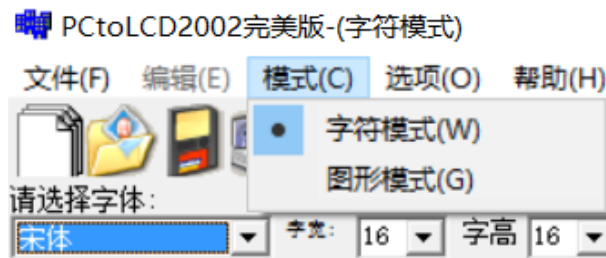 PCtoLCD2002完美版-(字符模式)
文件(F) 编辑(E) 模式(C) 选项(O) 帮助(H)
字符模式(W)
图形模式(G)
请选择字体:
宋体 字宽: 16 字高 16